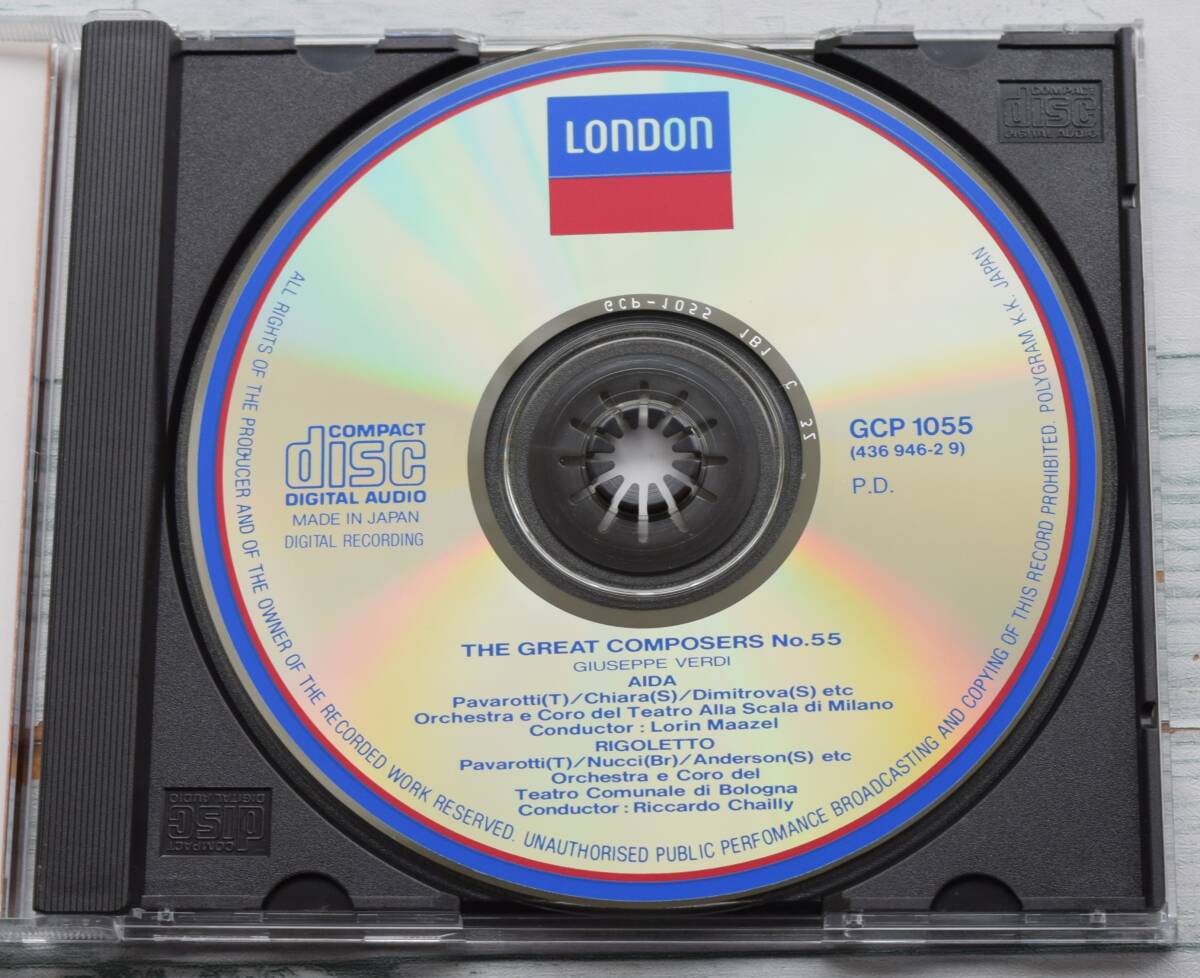 LONDON
COMPACT
disc
DIGITAL AUDIO
GCP-1055 1B1 C 32
COMPACT
disc
DIGITAL AUDIO
MADE IN JAPAN
DIGITAL RECORDING
GCP 1055
(436 946-2 9)
P.D.
THE GREAT COMPOSERS No.55
GIUSEPPE VERDI
AIDA
Pavarotti(T)/Chiara(S)/Dimitrova(S) etc
Orchestra e Coro del Teatro Alla Scala di Milano
Conductor : Lorin Maazel
RIGOLETTO
Pavarotti(T)/Nucci(Br)/Anderson(S) etc
Orchestra e Coro del
Teatro Comunale di Bologna
Conductor : Riccardo Chailly
ALL RIGHTS OF THE PRODUCER AND OF THE OWNER OF THE RECORDED WORK RESERVED. UNAUTHORISED PUBLIC PERFOMANCE BROADCASTING AND COPYING OF THIS RECORD PROHIBITED. POLYGRAM K.K. JAPAN
COMPACT
disc
DIGITAL AUDIO